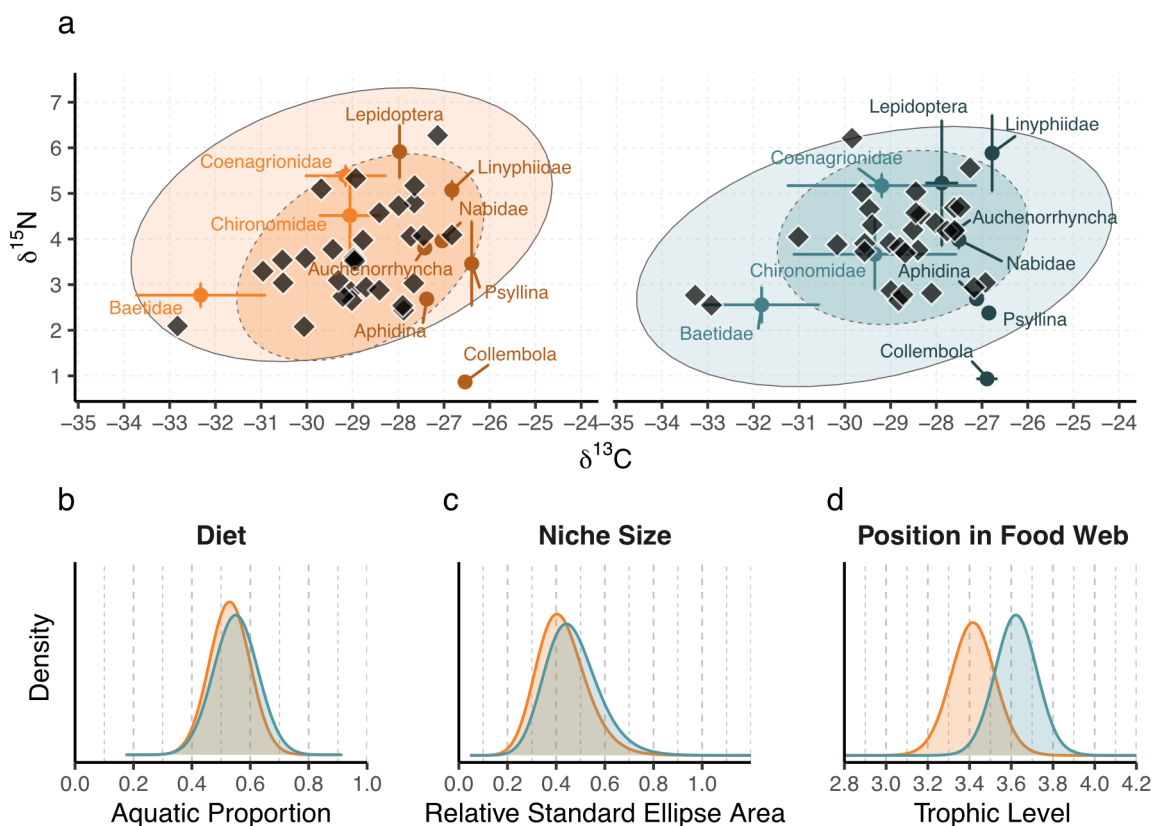 a
Lepidoptera
Coenagrionidae
Linyphiidae
Chironomidae
Nabidae
Auchenorrhyncha
Psyllina
Baetidae
Aphidina
Collembola
Lepidoptera
Linyphiidae
Coenagrionidae
Auchenorrhyncha
Nabidae
Chironomidae
Aphidina
Psyllina
Baetidae
Collembola
δ15N
7
6
5
4
3
2
1
−35 −34 −33 −32 −31 −30 −29 −28 −27 −26 −25 −24
−35 −34 −33 −32 −31 −30 −29 −28 −27 −26 −25 −24
δ13C
b
Diet
Density
0.0 0.2 0.4 0.6 0.8 1.0
Aquatic Proportion
c
Niche Size
0.0 0.2 0.4 0.6 0.8 1.0
Relative Standard Ellipse Area
d
Position in Food Web
2.8 3.0 3.2 3.4 3.6 3.8 4.0 4.2
Trophic Level